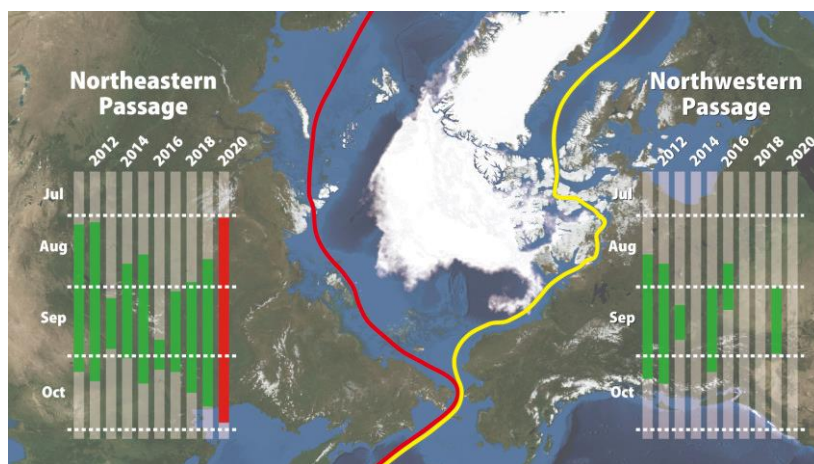 Northeastern
Passage
2012
2014
2016
2018
2020
Jul
Aug
Sep
Oct
Northwestern
Passage
2012
2014
2016
2018
2020
Jul
Aug
Sep
Oct